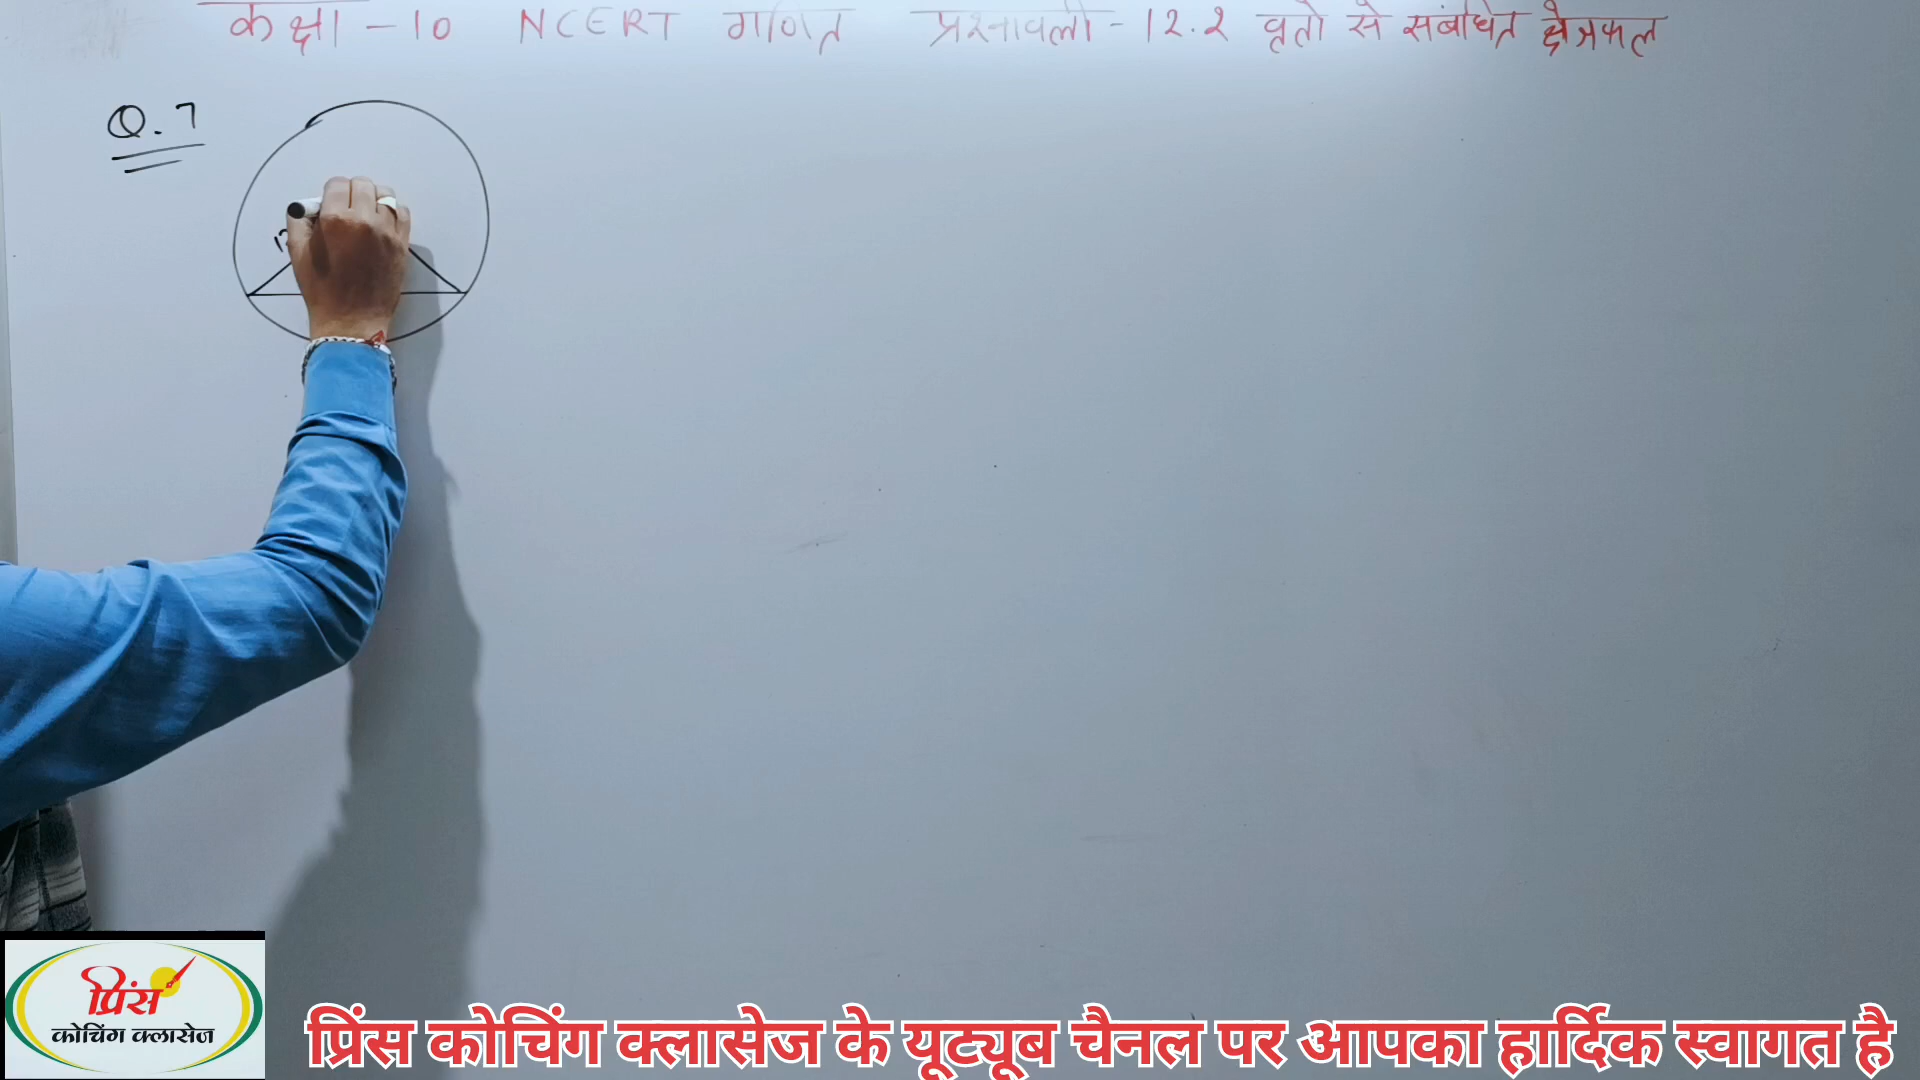 कक्षा - 10 NCERT गणित प्रश्नावली - 12.2 वृतो से संबंधित क्षेत्रफल
Q. 7
प्रिंस
कोचिंग क्लासेज
प्रिंस कोचिंग क्लासेज के यूट्यूब चैनल पर आपका हार्दिक स्वागत है